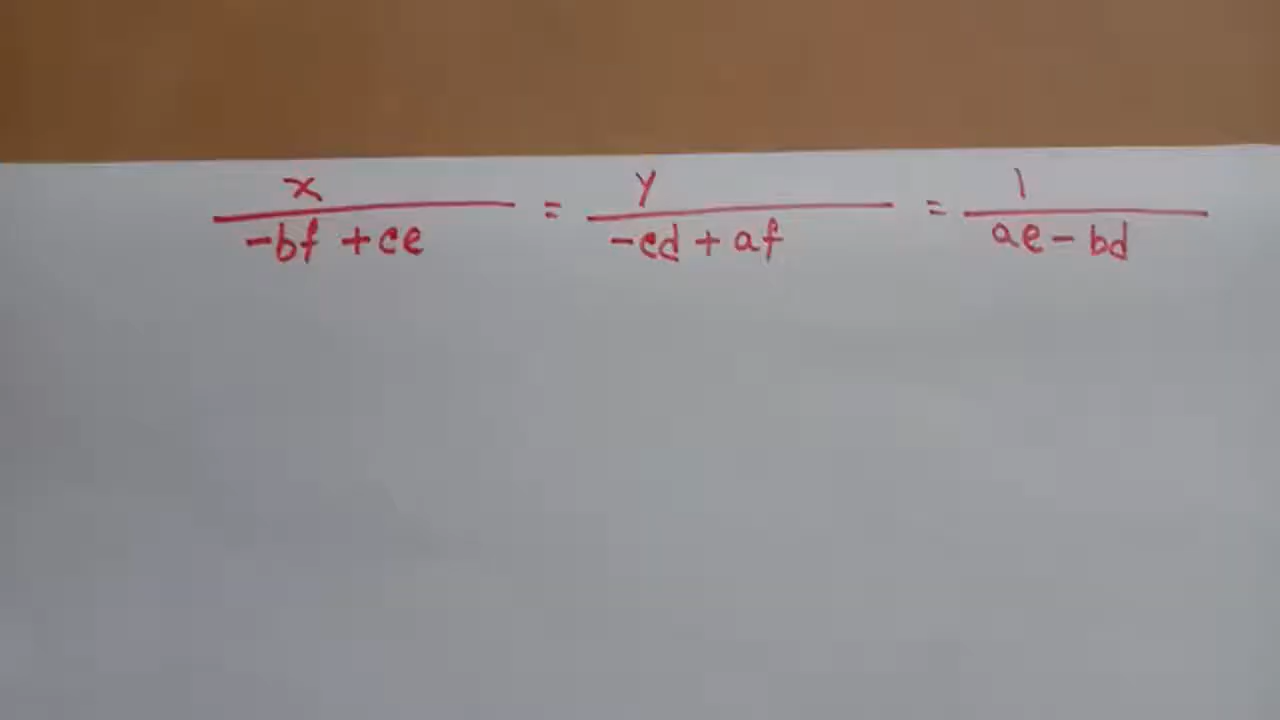 x/(-bf + ce) = y/(-cd + af) = 1/(ae - bd)